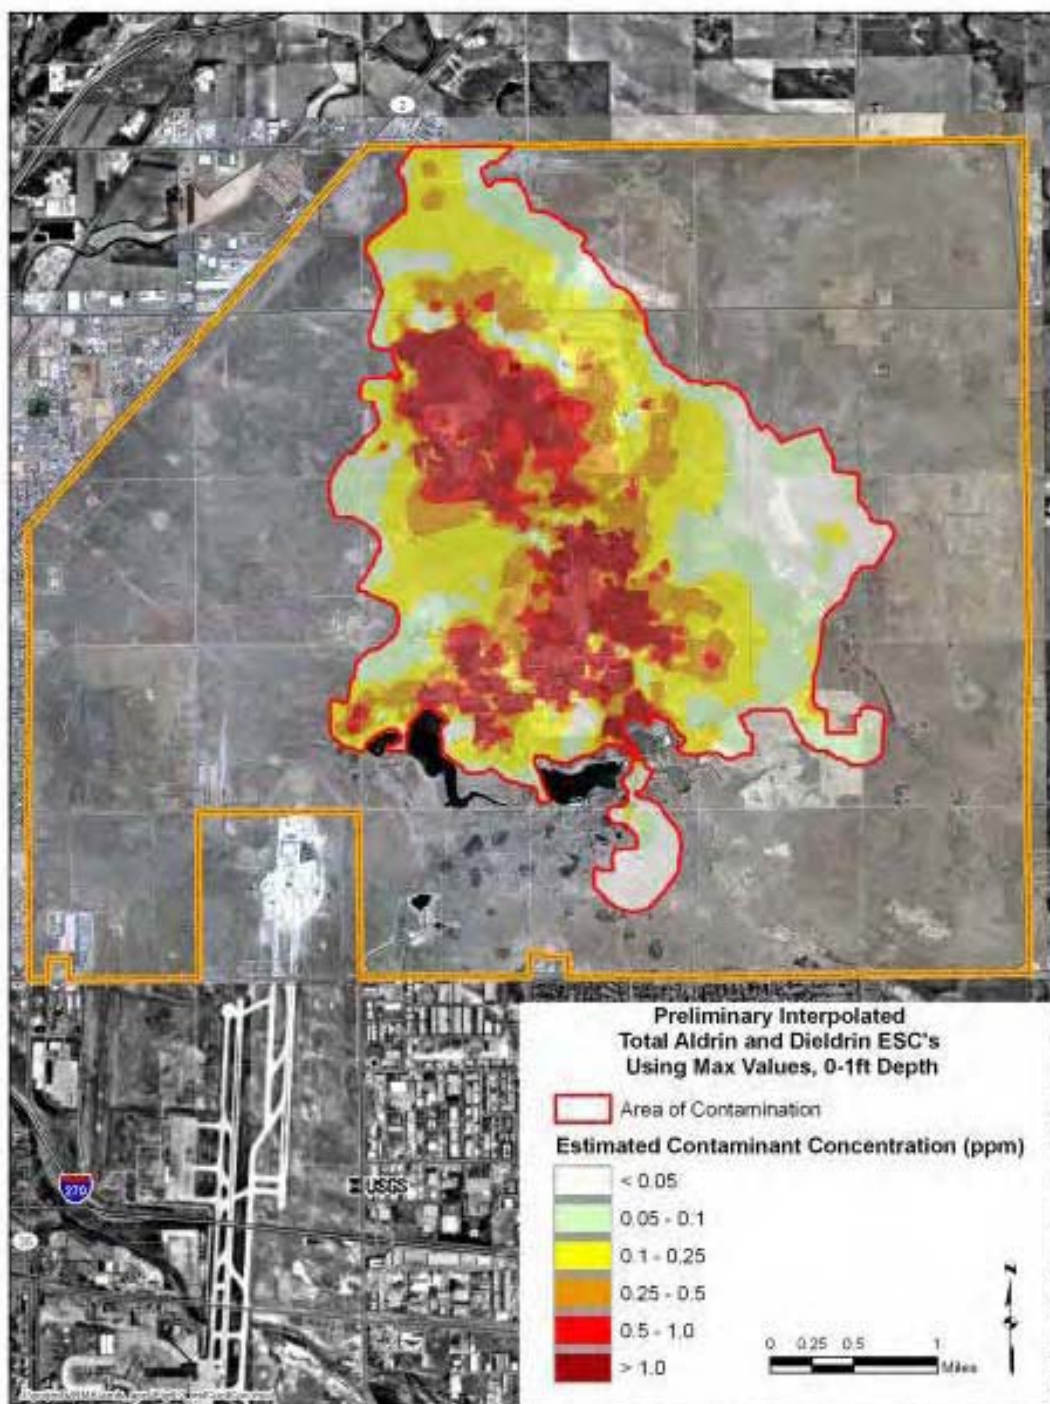 2
Preliminary Interpolated
Total Aldrin and Dieldrin ESC's
Using Max Values, 0-1ft Depth
Area of Contamination
Estimated Contaminant Concentration (ppm)
< 0.05
0.05 - 0.1
0.1 - 0.25
0.25 - 0.5
0.5 - 1.0
> 1.0
N
0 0.25 0.5 1
Miles
USGS
270